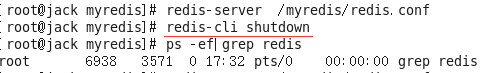 [root@jack myredis]# redis-server /myredis/redis.conf
[root@jack myredis]# redis-cli shutdown
[root@jack myredis]# ps -ef|grep redis
root 6938 3571 0 17:32 pts/0 00:00:00 grep redis